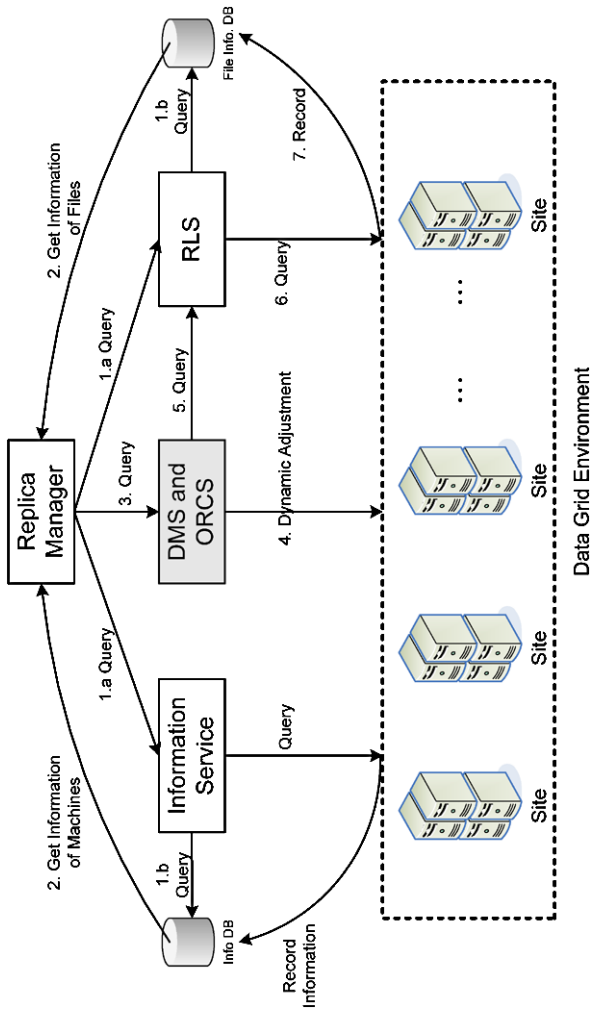 Replica
Manager
2. Get Information
of Machines
2. Get Information
of Files
1.a Query
3. Query
1.a Query
Info DB
1.b
Query
Information
Service
DMS and
ORCS
5. Query
RLS
1.b
Query
File Info. DB
Record
Information
Query
4. Dynamic Adjustment
6. Query
7. Record
Site
Site
Site
...
...
Site
Data Grid Environment